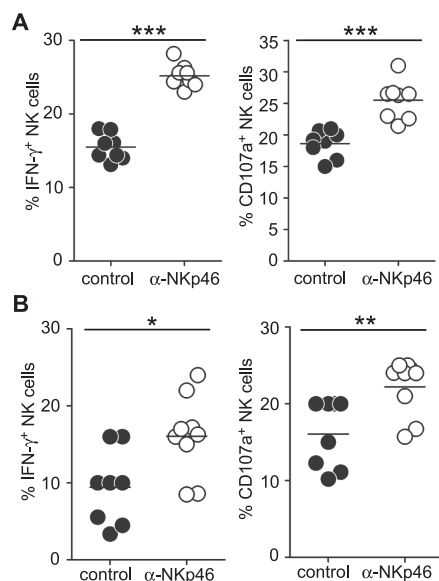 A
***
% IFN-γ⁺ NK cells
30
20
10
0
control
α-NKp46
***
% CD107a⁺ NK cells
35
30
25
20
15
10
5
0
control
α-NKp46
B
*
% IFN-γ⁺ NK cells
30
20
10
0
control
α-NKp46
**
% CD107a⁺ NK cells
30
20
10
0
control
α-NKp46